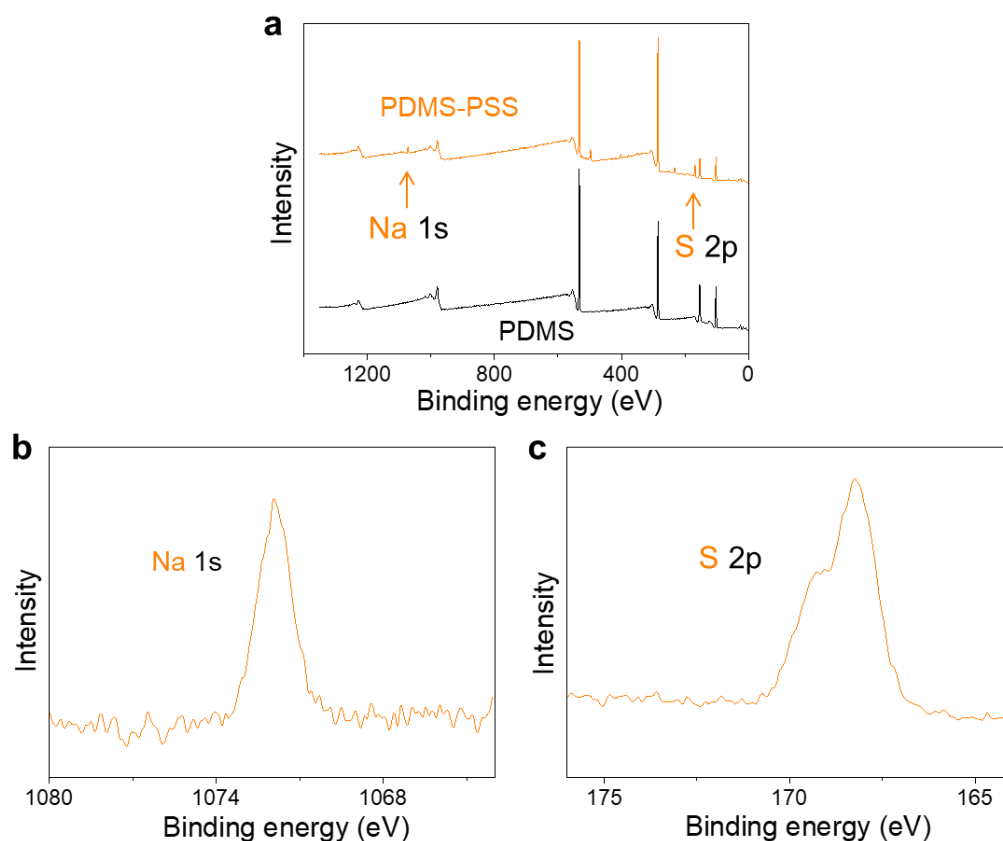 a
PDMS-PSS
Na 1s
S 2p
PDMS
Intensity
1200
800
400
0
Binding energy (eV)
b
Na 1s
Intensity
1080
1074
1068
Binding energy (eV)
c
S 2p
Intensity
175
170
165
Binding energy (eV)